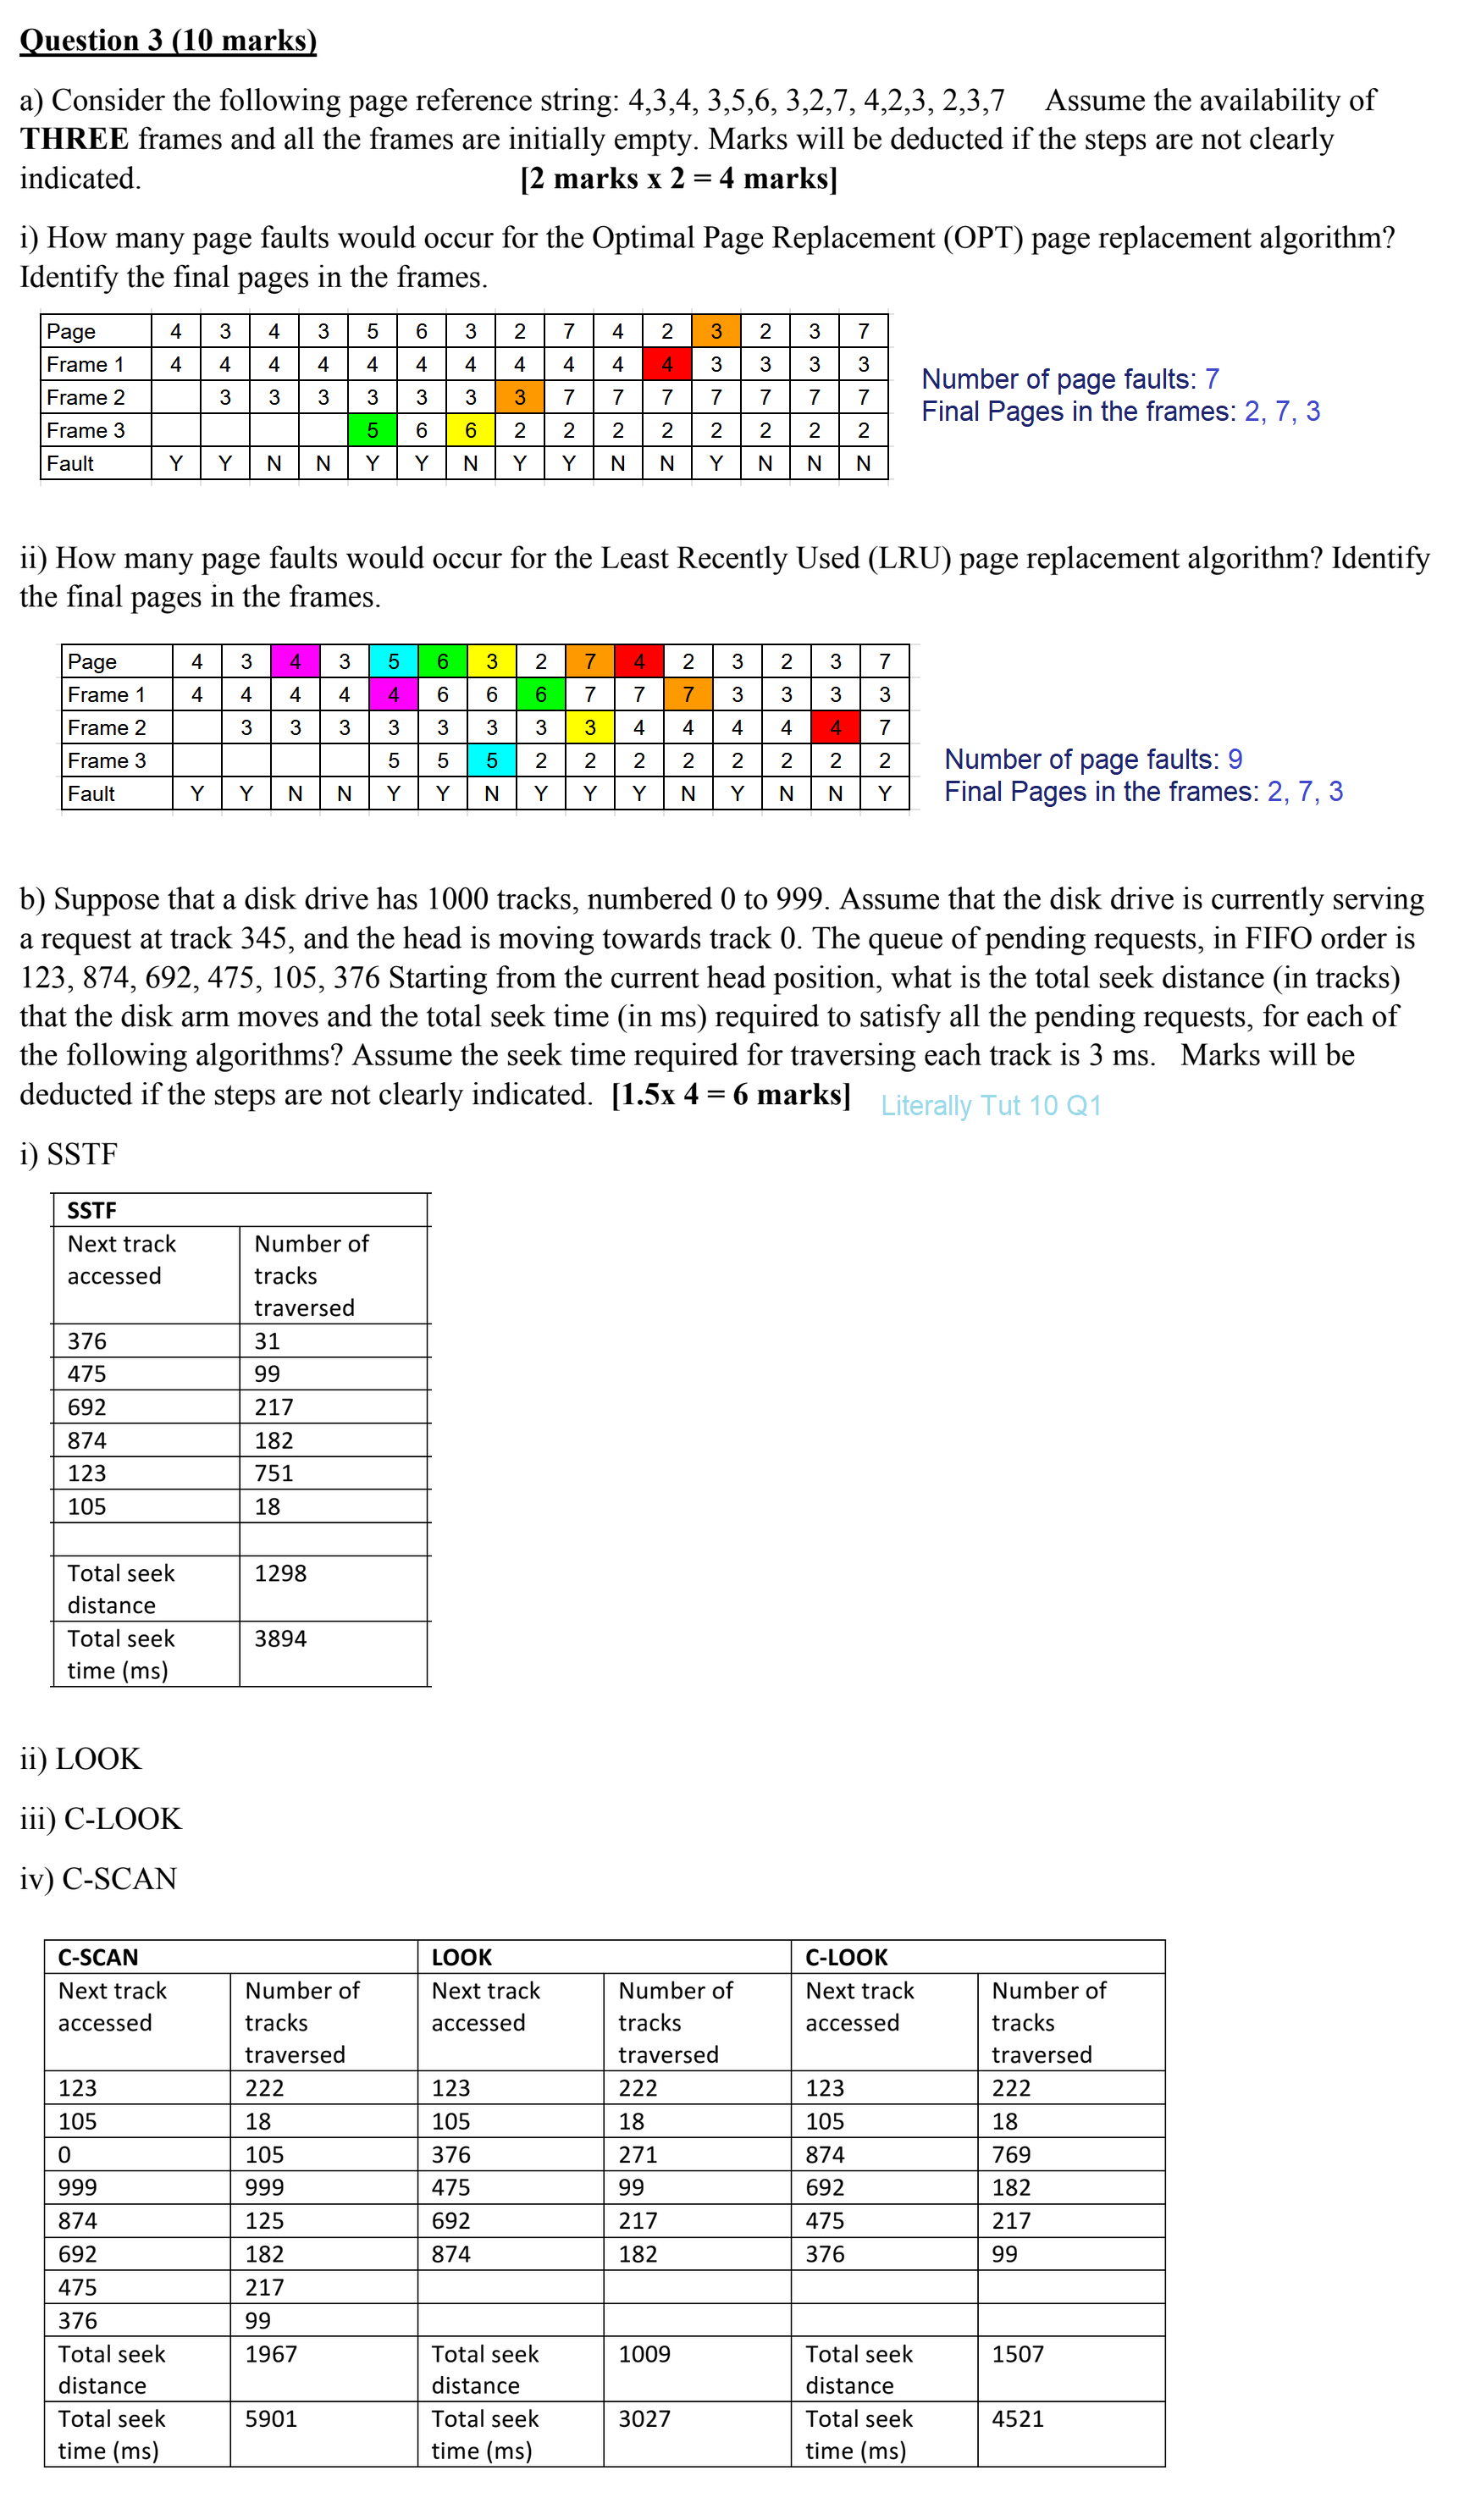 Question 3 (10 marks)
a) Consider the following page reference string: 4,3,4, 3,5,6, 3,2,7, 4,2,3, 2,3,7 Assume the availability of
THREE frames and all the frames are initially empty. Marks will be deducted if the steps are not clearly
indicated. [2 marks x 2 = 4 marks]
i) How many page faults would occur for the Optimal Page Replacement (OPT) page replacement algorithm?
Identify the final pages in the frames.
Page 4 3 4 3 5 6 3 2 7 4 2 3 2 3 7
Frame 1 4 4 4 4 4 4 4 4 4 4 4 3 3 3 3
Frame 2 3 3 3 3 3 3 3 7 7 7 7 7 7 7
Frame 3 5 6 6 2 2 2 2 2 2 2 2
Fault Y Y N N Y Y N Y Y N N Y N N N
Number of page faults: 7
Final Pages in the frames: 2, 7, 3
ii) How many page faults would occur for the Least Recently Used (LRU) page replacement algorithm? Identify
the final pages in the frames.
Page 4 3 4 3 5 6 3 2 7 4 2 3 2 3 7
Frame 1 4 4 4 4 4 6 6 6 7 7 7 3 3 3 3
Frame 2 3 3 3 3 3 3 3 3 4 4 4 4 4 7
Frame 3 5 5 5 2 2 2 2 2 2 2 2
Fault Y Y N N Y Y N Y Y Y N Y N N Y
Number of page faults: 9
Final Pages in the frames: 2, 7, 3
b) Suppose that a disk drive has 1000 tracks, numbered 0 to 999. Assume that the disk drive is currently serving
a request at track 345, and the head is moving towards track 0. The queue of pending requests, in FIFO order is
123, 874, 692, 475, 105, 376 Starting from the current head position, what is the total seek distance (in tracks)
that the disk arm moves and the total seek time (in ms) required to satisfy all the pending requests, for each of
the following algorithms? Assume the seek time required for traversing each track is 3 ms. Marks will be
deducted if the steps are not clearly indicated. [1.5x 4 = 6 marks] Literally Tut 10 Q1
i) SSTF
SSTF
Next track Number of
accessed tracks
traversed
376 31
475 99
692 217
874 182
123 751
105 18
Total seek 1298
distance
Total seek 3894
time (ms)
ii) LOOK
iii) C-LOOK
iv) C-SCAN
C-SCAN LOOK C-LOOK
Next track Number of Next track Number of Next track Number of
accessed tracks accessed tracks accessed tracks
traversed traversed traversed
123 222 123 222 123 222
105 18 105 18 105 18
0 105 376 271 874 769
999 999 475 99 692 182
874 125 692 217 475 217
692 182 874 182 376 99
475 217
376 99
Total seek 1967 Total seek 1009 Total seek 1507
distance distance distance
Total seek 5901 Total seek 3027 Total seek 4521
time (ms) time (ms) time (ms)